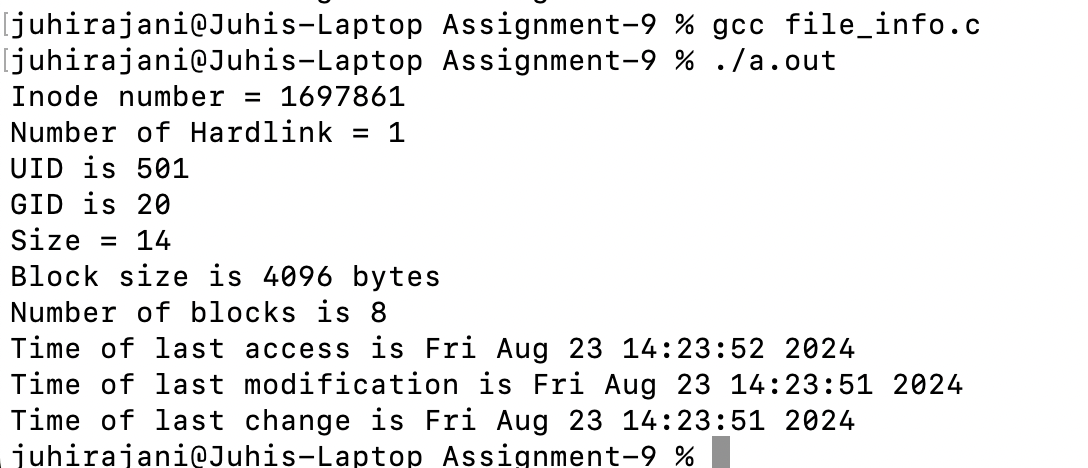 [juhirajani@Juhis-Laptop Assignment-9 % gcc file_info.c
[juhirajani@Juhis-Laptop Assignment-9 % ./a.out
Inode number = 1697861
Number of Hardlink = 1
UID is 501
GID is 20
Size = 14
Block size is 4096 bytes
Number of blocks is 8
Time of last access is Fri Aug 23 14:23:52 2024
Time of last modification is Fri Aug 23 14:23:51 2024
Time of last change is Fri Aug 23 14:23:51 2024
juhirajani@Juhis-Laptop Assignment-9 %